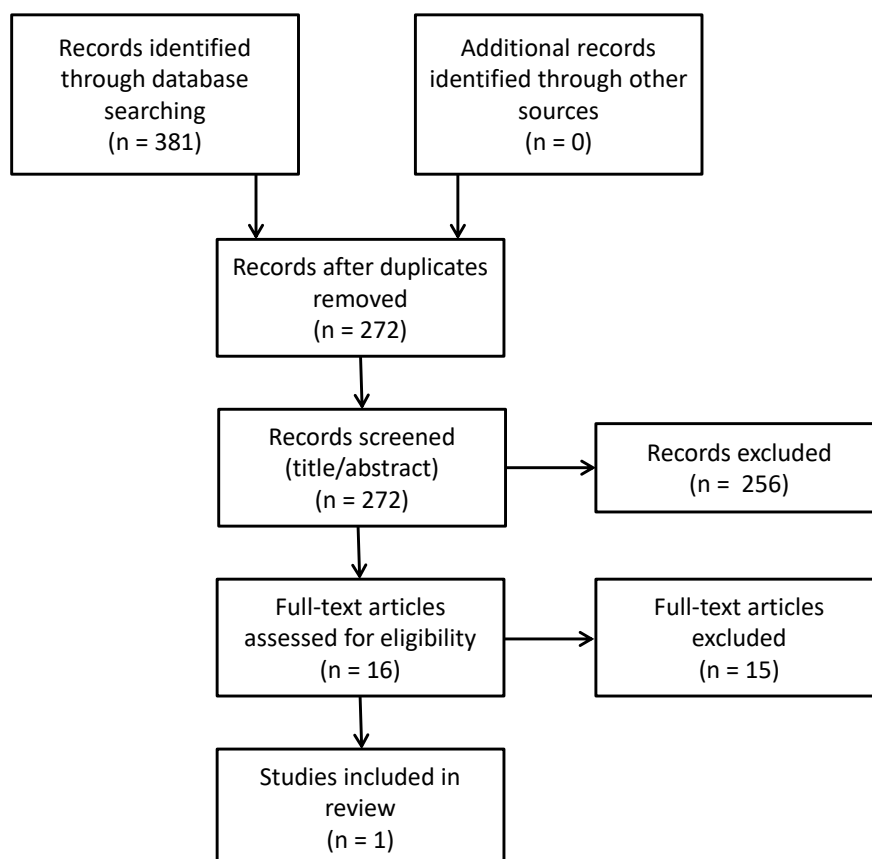 Records identified
through database
searching
(n = 381)
Additional records
identified through other
sources
(n = 0)
Records after duplicates
removed
(n = 272)
Records screened
(title/abstract)
(n = 272)
Records excluded
(n =  256)
Full-text articles
assessed for eligibility
(n = 16)
Full-text articles
excluded
(n = 15)
Studies included in
review
(n = 1)